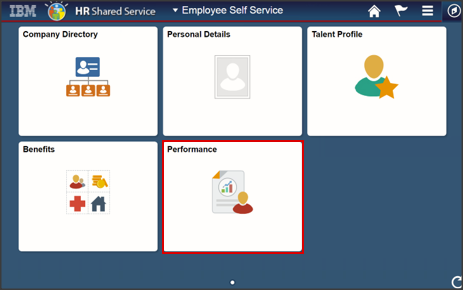 IBM HR Shared Service Employee Self Service
Company Directory Personal Details Talent Profile
Benefits Performance